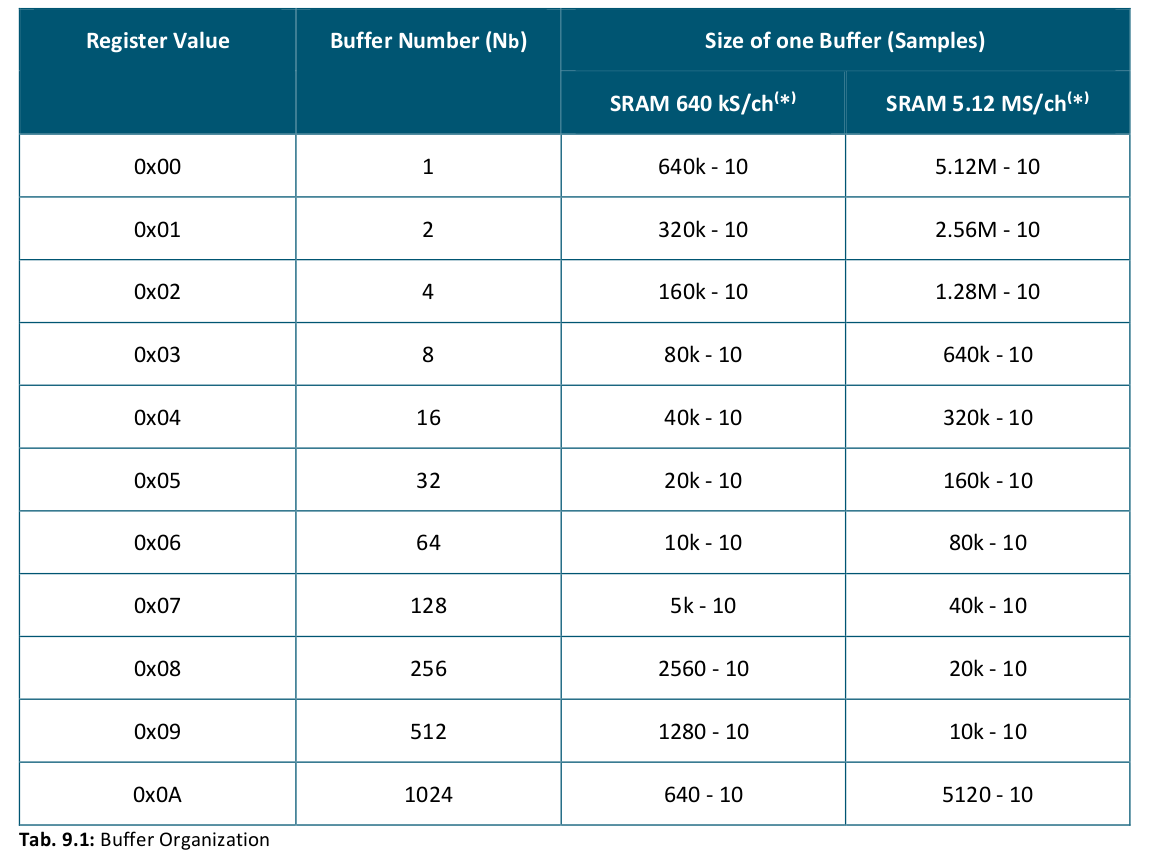 Register Value Buffer Number (Nb) Size of one Buffer (Samples)
SRAM 640 kS/ch(*) SRAM 5.12 MS/ch(*)
0x00 1 640k - 10 5.12M - 10
0x01 2 320k - 10 2.56M - 10
0x02 4 160k - 10 1.28M - 10
0x03 8 80k - 10 640k - 10
0x04 16 40k - 10 320k - 10
0x05 32 20k - 10 160k - 10
0x06 64 10k - 10 80k - 10
0x07 128 5k - 10 40k - 10
0x08 256 2560 - 10 20k - 10
0x09 512 1280 - 10 10k - 10
0x0A 1024 640 - 10 5120 - 10
Tab. 9.1: Buffer Organization